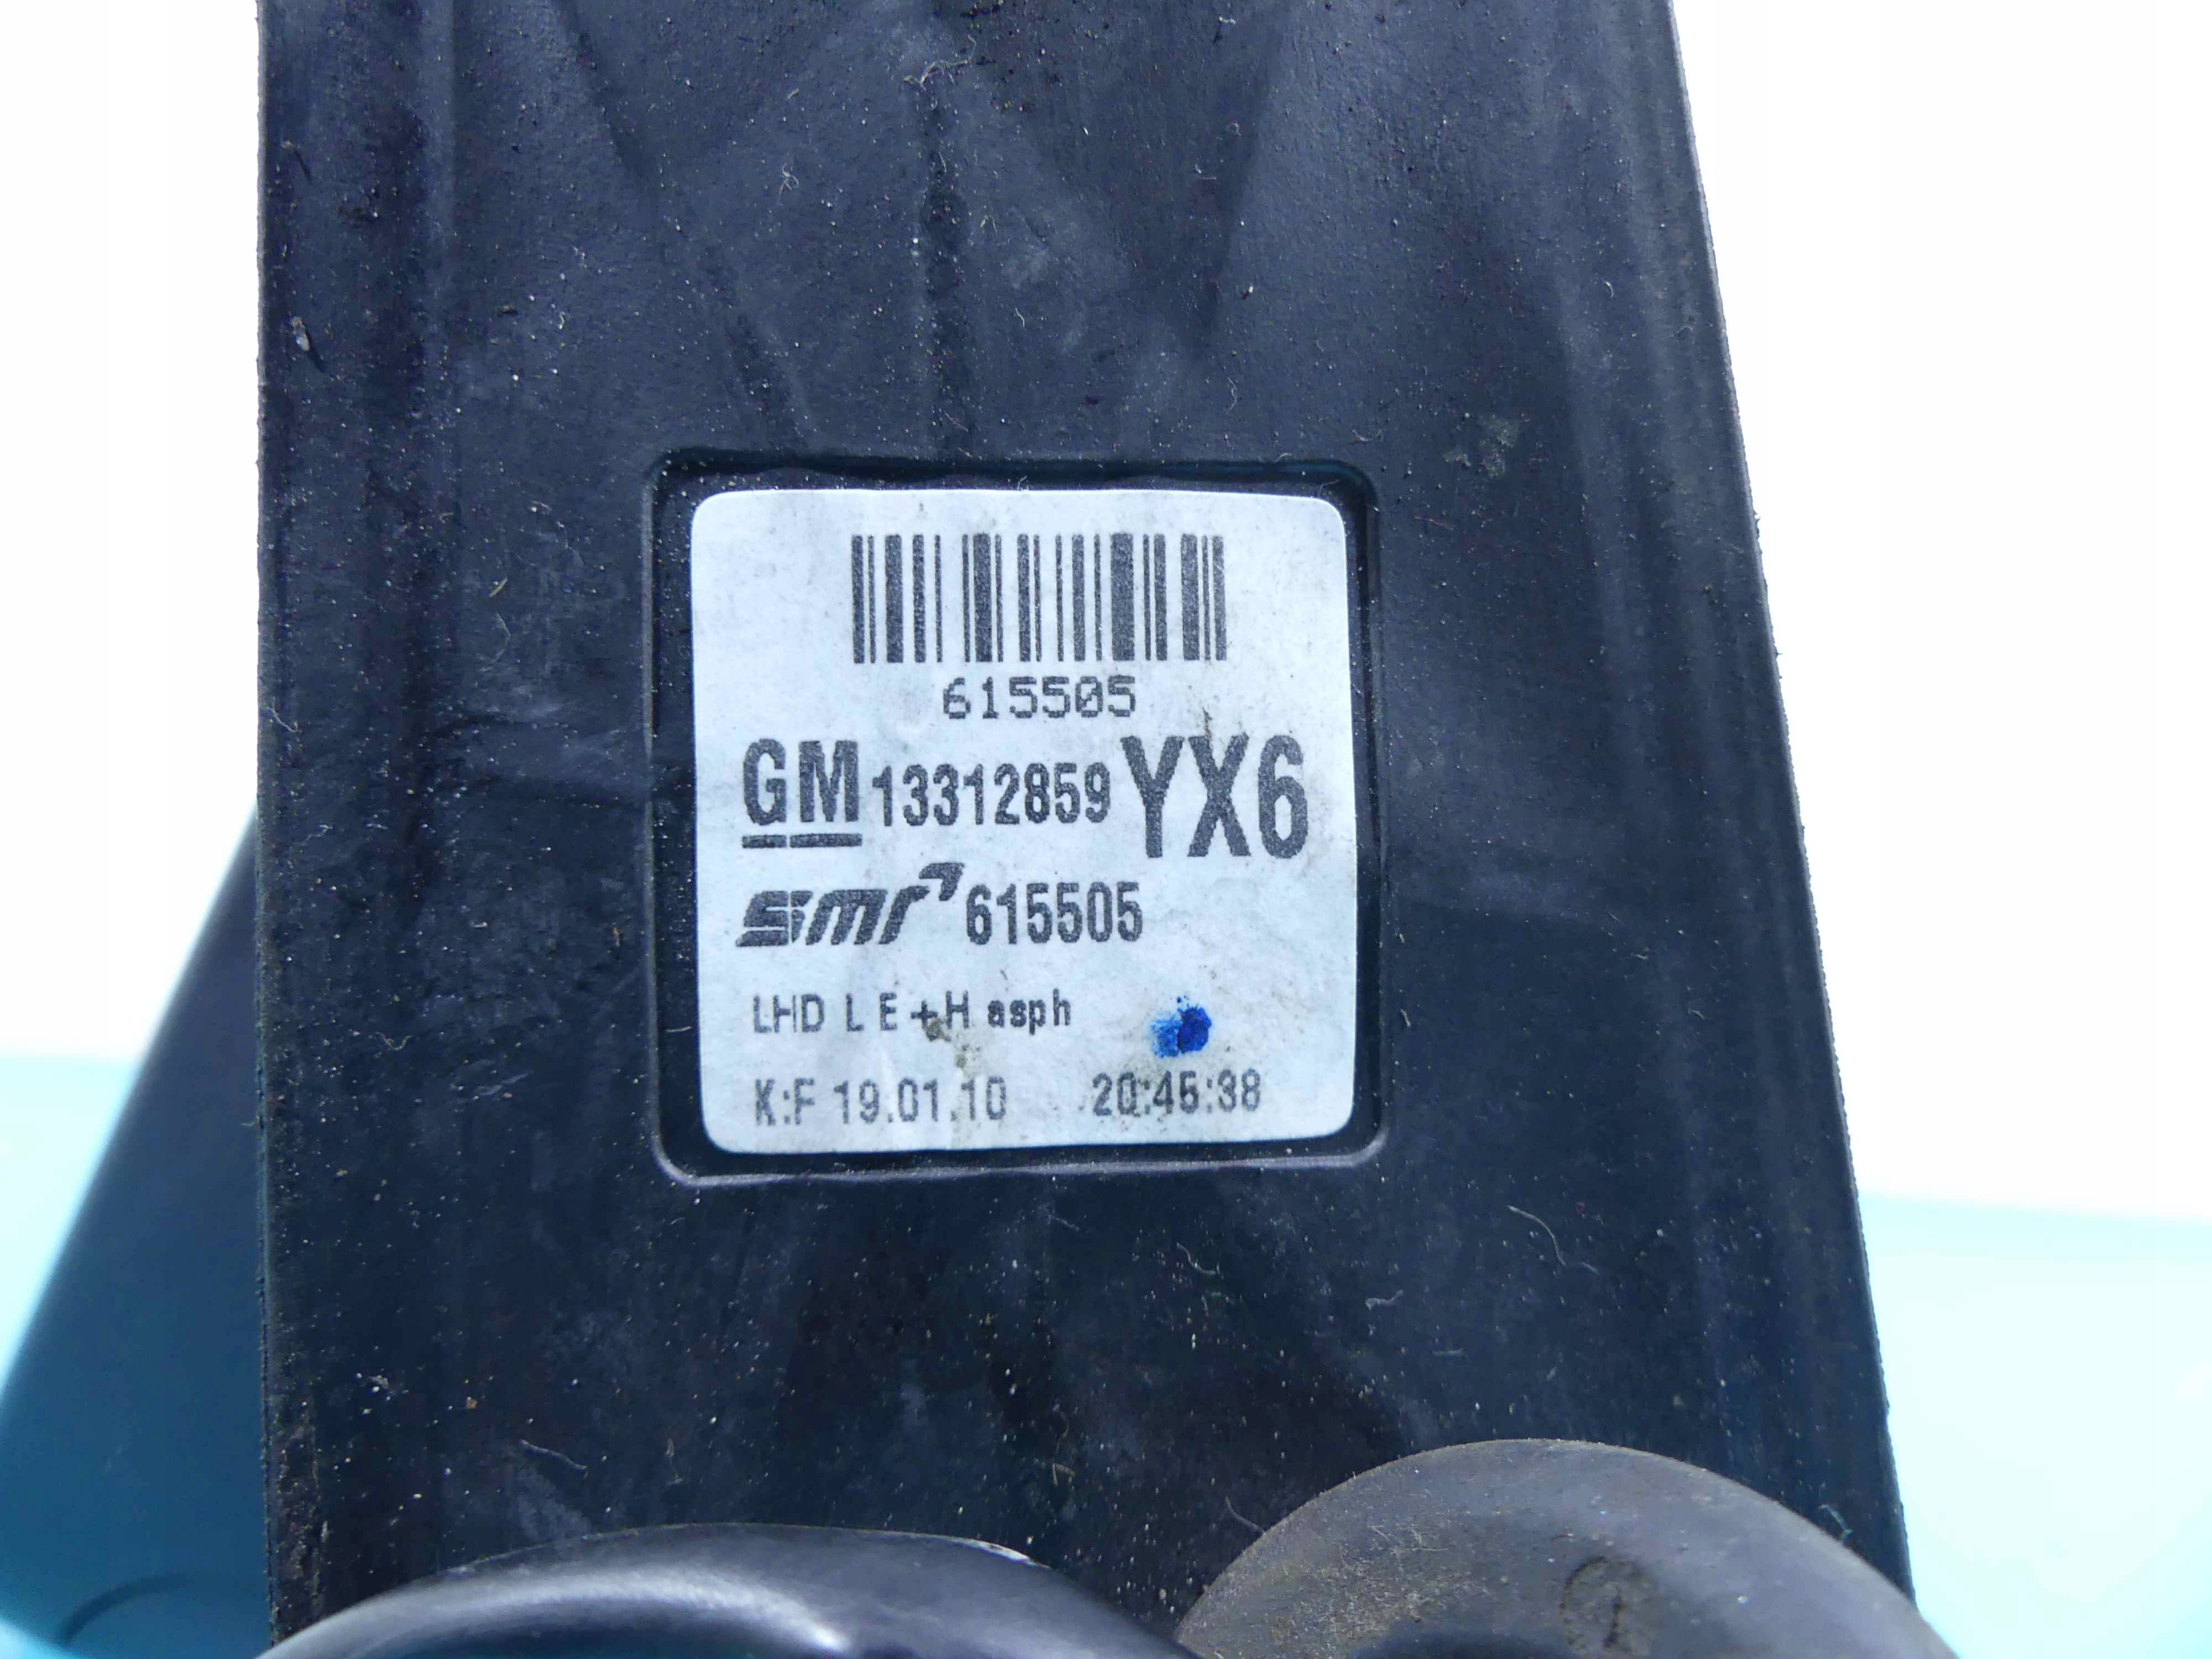 615505
GM 13312859 YX6
smr 615505
LHD L E+H asph
K:F 19.01.10 20:45:38